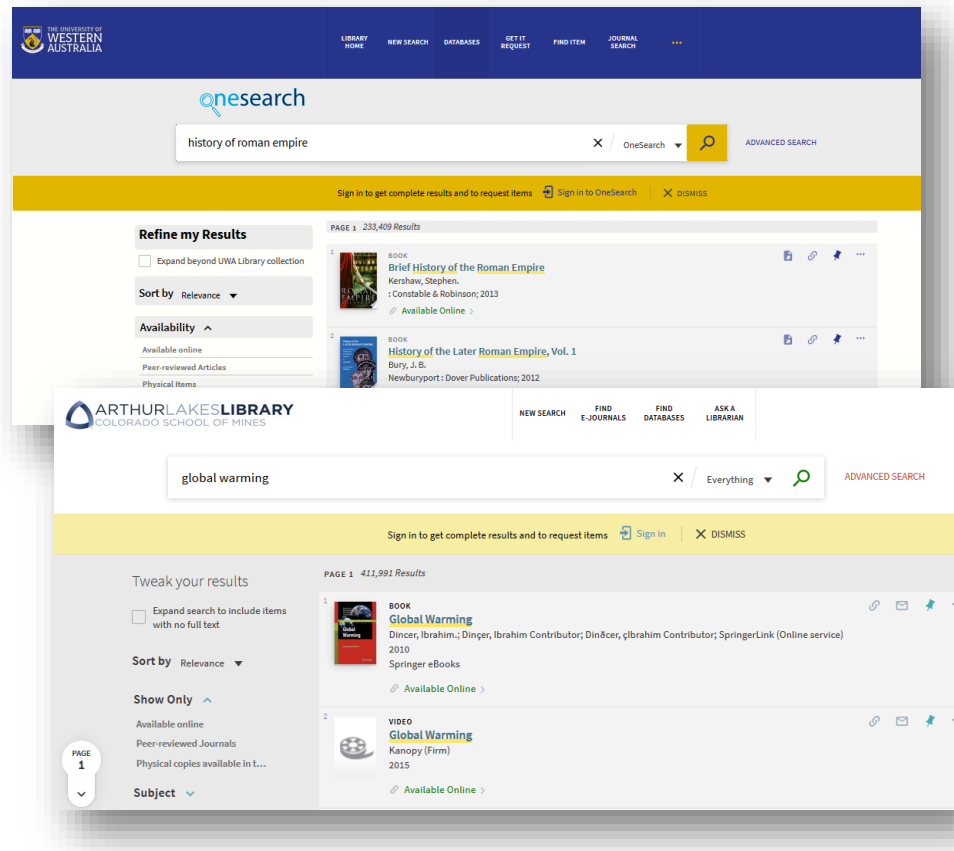 THE UNIVERSITY OF
WESTERN
AUSTRALIA
LIBRARY HOME NEW SEARCH DATABASES GET IT REQUEST FIND ITEM JOURNAL SEARCH
onesearch
history of roman empire OneSearch ADVANCED SEARCH
Sign in to get complete results and to request items Sign in to OneSearch DISMISS
Refine my Results
Expand beyond UWA Library collection
Sort by Relevance
Availability
Available online
Peer-reviewed Articles
Physical Items
PAGE 1 233,409 Results
1 BOOK
Brief History of the Roman Empire
Kershaw, Stephen.
: Constable & Robinson; 2013
Available Online
2 BOOK
History of the Later Roman Empire, Vol. 1
Bury, J. B.
Newburyport : Dover Publications; 2012
ARTHURLAKESLIBRARY
COLORADO SCHOOL OF MINES
NEW SEARCH FIND E-JOURNALS FIND DATABASES ASK A LIBRARIAN
global warming Everything ADVANCED SEARCH
Sign in to get complete results and to request items Sign in DISMISS
Tweak your results
Expand search to include items
with no full text
Sort by Relevance
Show Only
Available online
Peer-reviewed Journals
Physical copies available in t...
Subject
PAGE
1
PAGE 1 411,991 Results
1 BOOK
Global Warming
Dincer, Ibrahim.; Dinçer, Ibrahim Contributor; Dinðcer, çIbrahim Contributor; SpringerLink (Online service)
2010
Springer eBooks
Available Online
2 VIDEO
Global Warming
Kanopy (Firm)
2015
Available Online